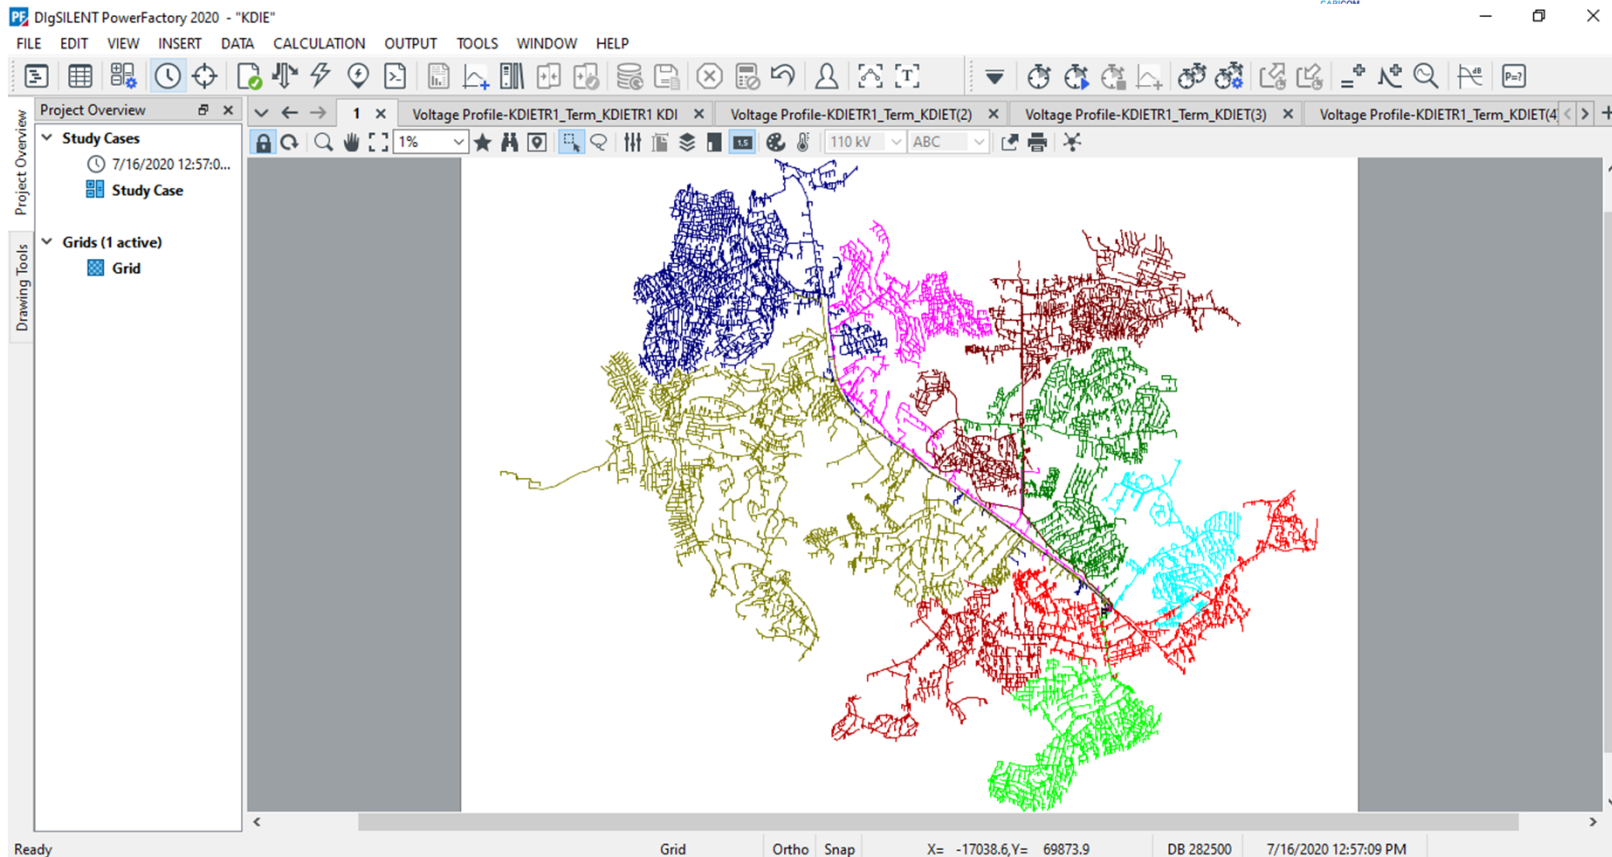 CARICOM
DIgSILENT PowerFactory 2020 - "KDIE"
FILE EDIT VIEW INSERT DATA CALCULATION OUTPUT TOOLS WINDOW HELP
Project Overview
1
Voltage Profile-KDIETR1_Term_KDIETR1 KDI
Voltage Profile-KDIETR1_Term_KDIET(2)
Voltage Profile-KDIETR1_Term_KDIET(3)
Voltage Profile-KDIETR1_Term_KDIET(4
1%
1.5
110 kV
ABC
Project Overview
Drawing Tools
Study Cases
7/16/2020 12:57:0...
Study Case
Grids (1 active)
Grid
Ready
Grid
Ortho
Snap
X= -17038.6,Y= 69873.9
DB 282500
7/16/2020 12:57:09 PM